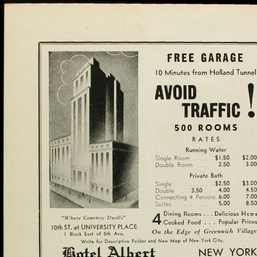 FREE GARAGE
10 Minutes from Holland Tunnel
AVOID
TRAFFIC!
500 ROOMS
RATES
Running Water
Single Room $1.50 $2.00
Double Room 2.50 3.00
Private Bath
Single $2.50 $3.00
Double 3.50 4.00 4.50
Connecting 4 Persons 6.00 7.00
Suites 5.00 8.50
4 Dining Rooms . . . Delicious Home
Cooked Food . . . Popular Prices
On the Edge of Greenwich Village
"Where Courtesy Dwells"
10th ST. at UNIVERSITY PLACE
1 Block East of 5th Ave.
Write for Descriptive Folder and New Map of New York City.
Hotel Albert NEW YORK